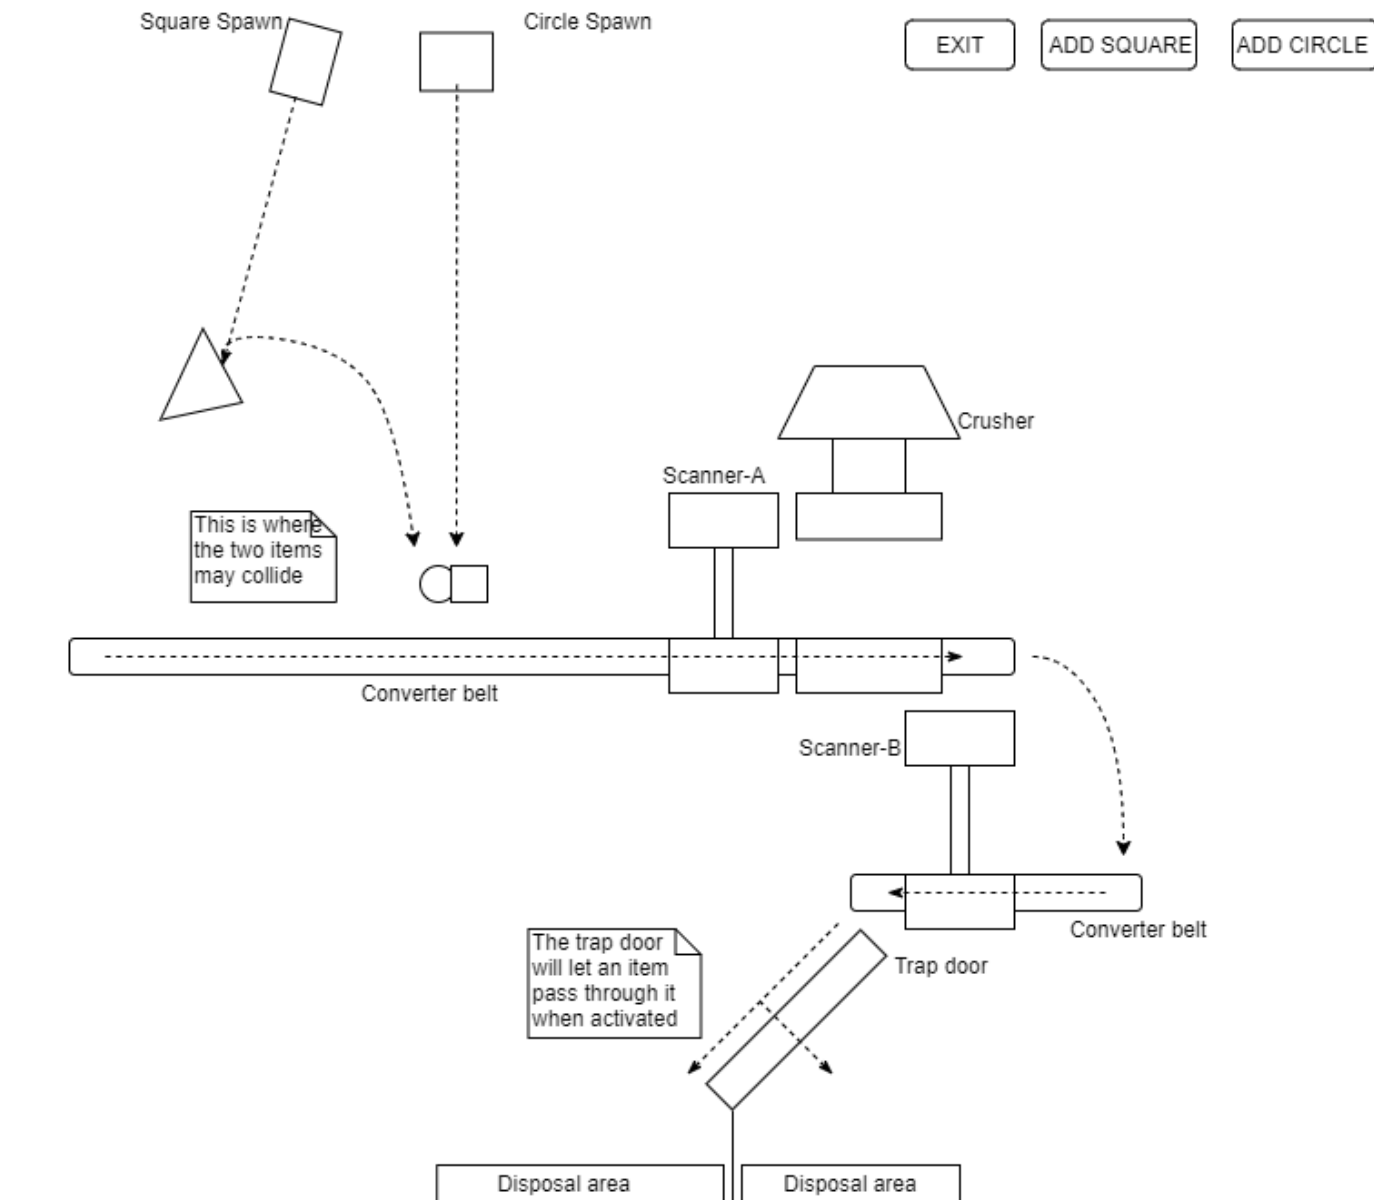 Square Spawn
Circle Spawn
EXIT
ADD SQUARE
ADD CIRCLE
Crusher
Scanner-A
This is where
the two items
may collide
Converter belt
Scanner-B
Converter belt
The trap door
will let an item
pass through it
when activated
Trap door
Disposal area
Disposal area